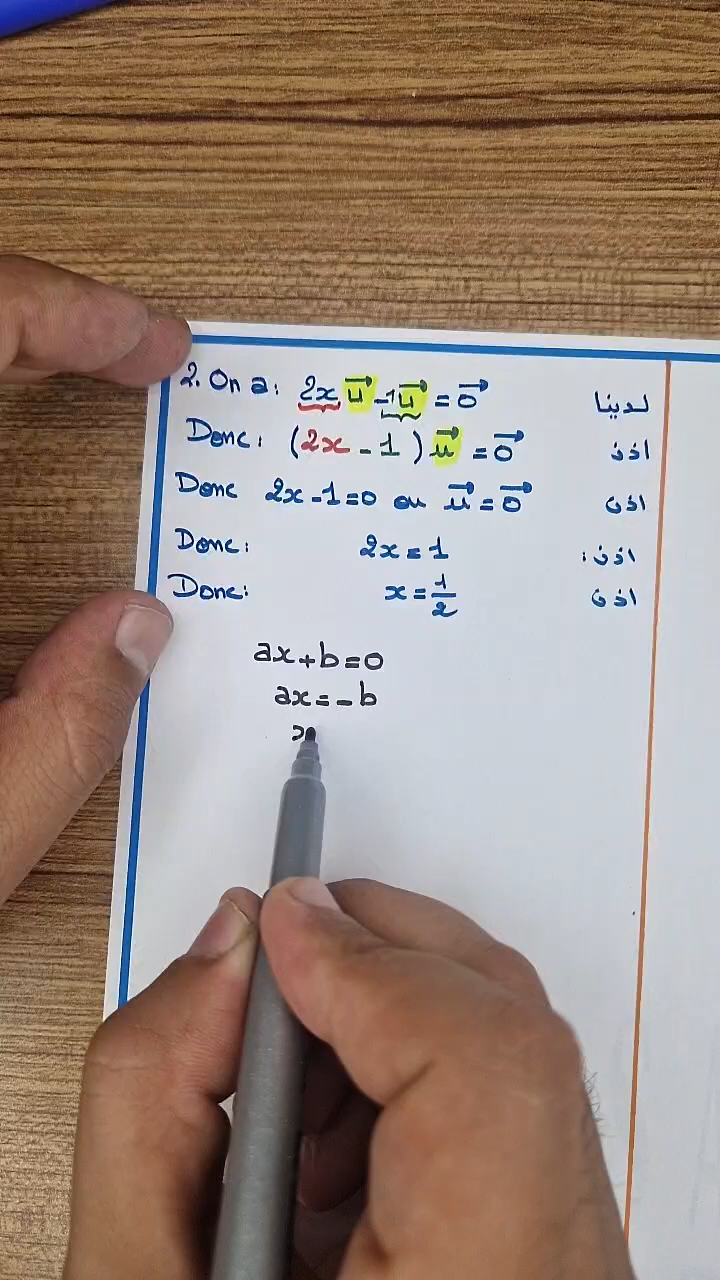 2. On a: 2x u⃗ -1u⃗ = 0⃗ لدينا
Donc: (2x - 1) u⃗ = 0⃗ اذن
Donc 2x-1=0 ou u⃗ = 0⃗ اذن
Donc: 2x = 1 اذن:
Donc: x = 1/2 اذن
ax+b=0
ax=-b
x